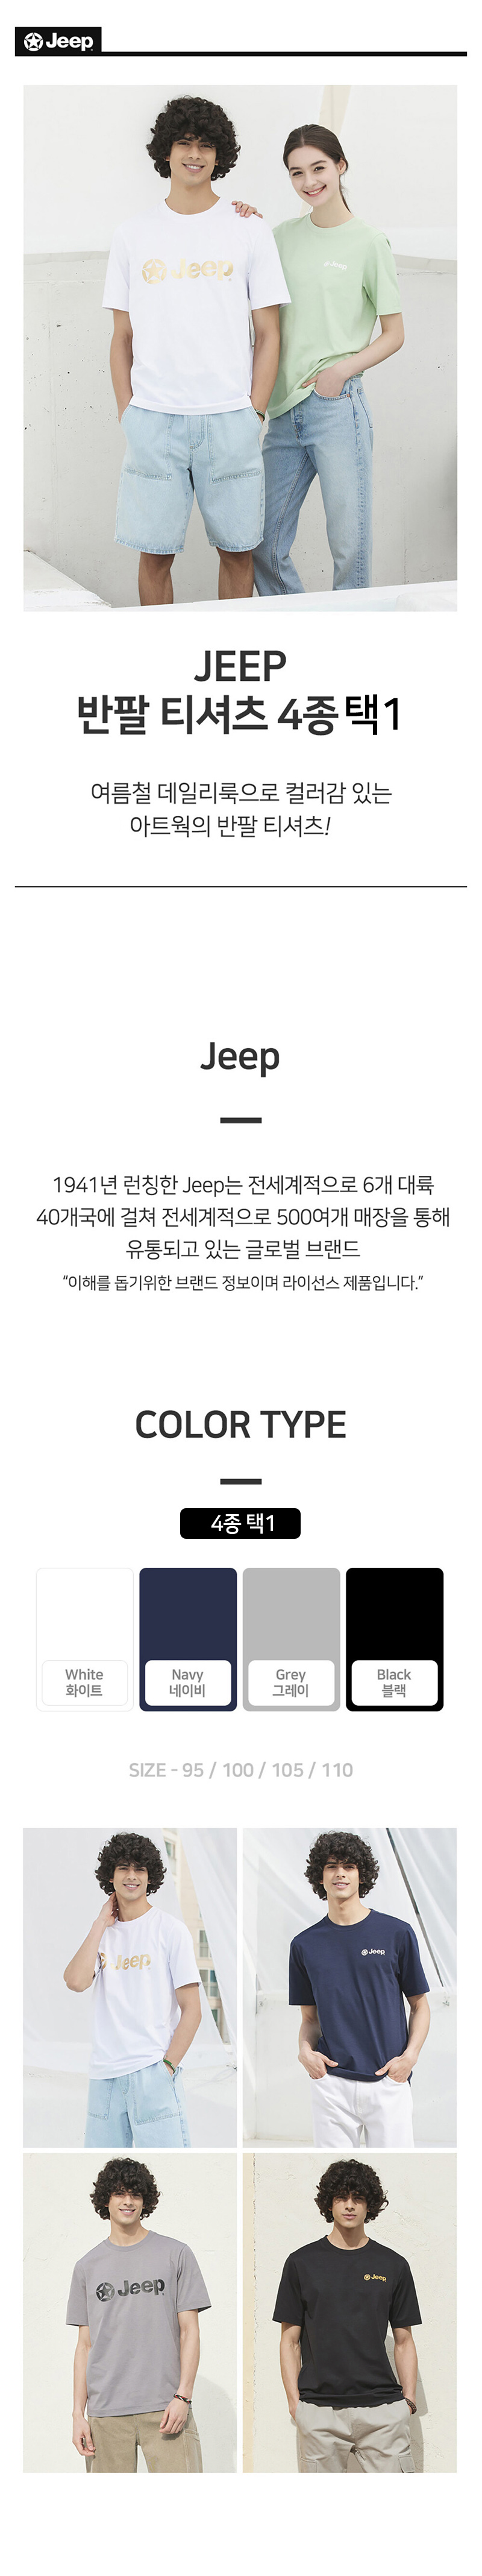 Jeep
Jeep
Jeep
JEEP
반팔 티셔츠 4종 택1
여름철 데일리룩으로 컬러감 있는
아트웍의 반팔 티셔츠!
Jeep
1941년 런칭한 Jeep는 전세계적으로 6개 대륙
40개국에 걸쳐 전세계적으로 500여개 매장을 통해
유통되고 있는 글로벌 브랜드
“이해를 돕기위한 브랜드 정보이며 라이선스 제품입니다.”
COLOR TYPE
4종 택1
White
화이트
Navy
네이비
Grey
그레이
Black
블랙
SIZE - 95 / 100 / 105 / 110
Jeep
Jeep
Jeep
Jeep